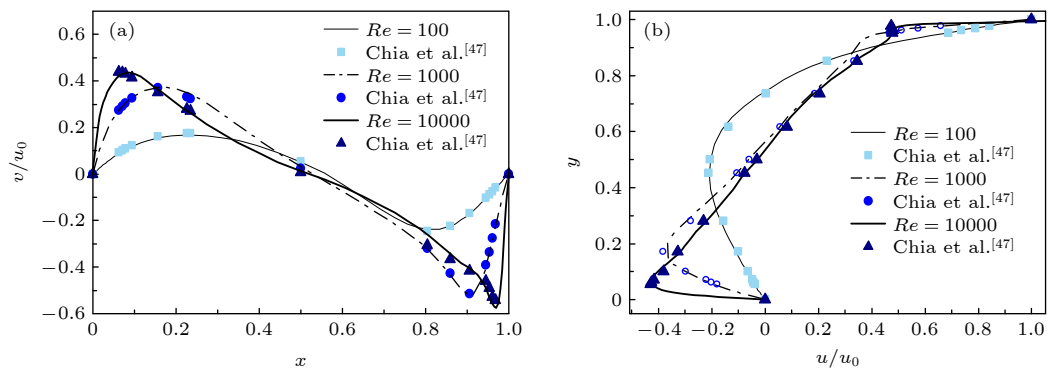 (a)
Re = 100
Chia et al.[47]
Re = 1000
Chia et al.[47]
Re = 10000
Chia et al.[47]
v/u0
0.6
0.4
0.2
0
−0.2
−0.4
−0.6
0
0.2
0.4
0.6
0.8
1.0
x
(b)
Re = 100
Chia et al.[47]
Re = 1000
Chia et al.[47]
Re = 10000
Chia et al.[47]
y
1.0
0.8
0.6
0.4
0.2
0
−0.4
−0.2
0
0.2
0.4
0.6
0.8
1.0
u/u0